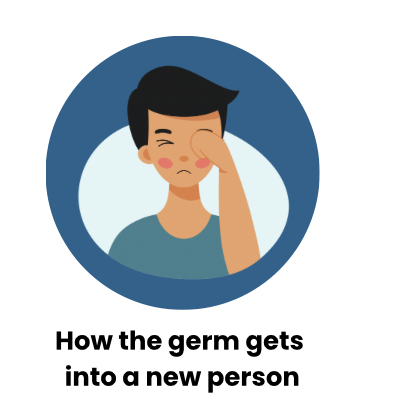 How the germ gets
into a new person